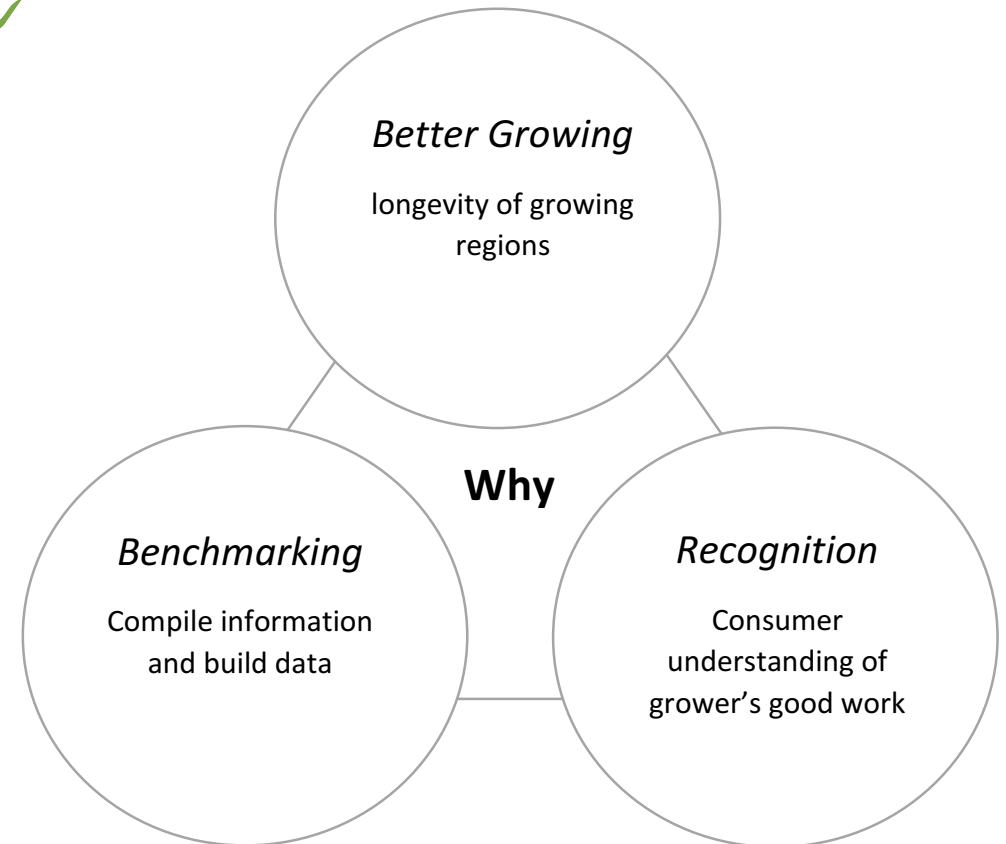 Better Growing
longevity of growing
regions
Why
Benchmarking
Compile information
and build data
Recognition
Consumer
understanding of
grower’s good work